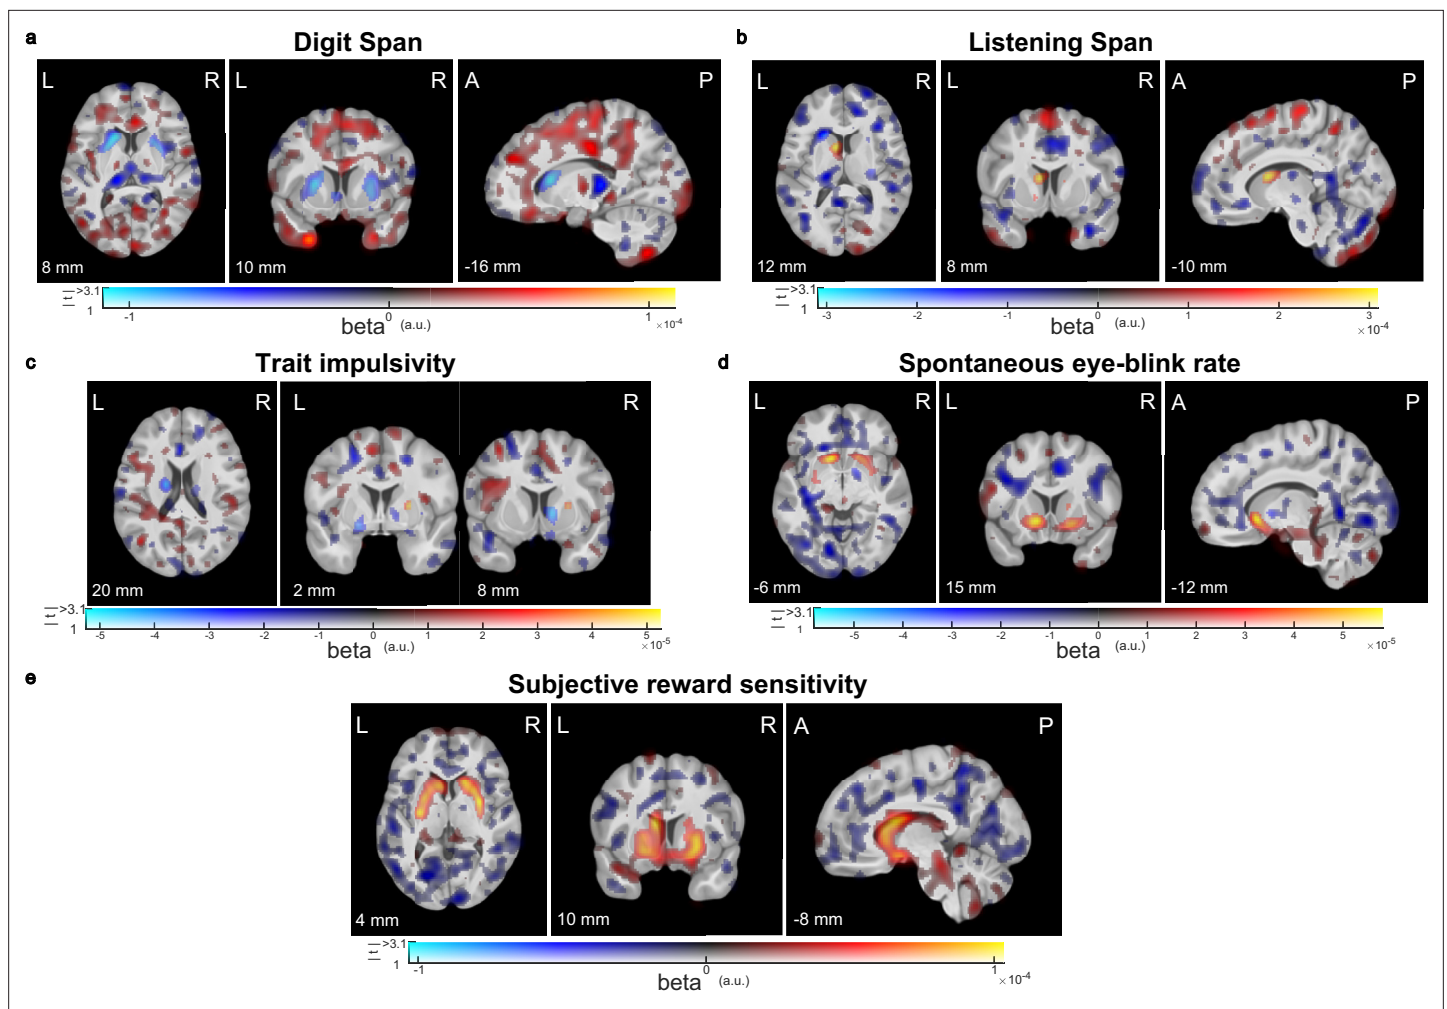 a
Digit Span
L R L R A P
8 mm 10 mm -16 mm
|t| >3.1
1 -1 0 1 ×10-4
beta (a.u.)
b
Listening Span
L R L R A P
12 mm 8 mm -10 mm
|t| >3.1
1 -3 -2 -1 0 1 2 3 ×10-4
beta (a.u.)
c
Trait impulsivity
L R L R
20 mm 2 mm 8 mm
|t| >3.1
1 -5 -4 -3 -2 -1 0 1 2 3 4 5 ×10-5
beta (a.u.)
d
Spontaneous eye-blink rate
L R L R A P
-6 mm 15 mm -12 mm
|t| >3.1
1 -5 -4 -3 -2 -1 0 1 2 3 4 5 ×10-5
beta (a.u.)
e
Subjective reward sensitivity
L R L R A P
4 mm 10 mm -8 mm
|t| >3.1
1 -1 0 1 ×10-4
beta (a.u.)